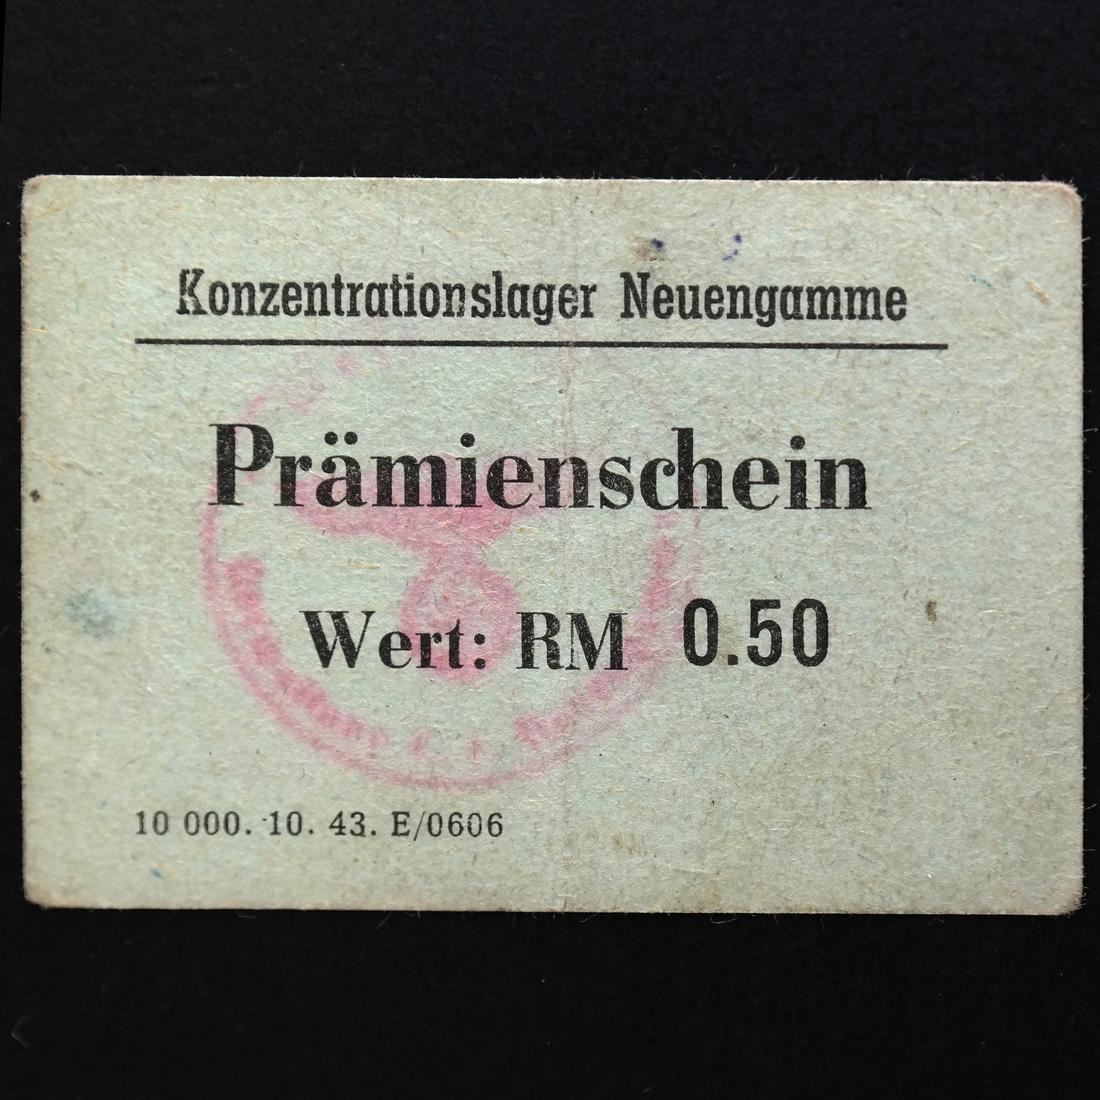 Konzentrationslager Neuengamme
Prämienschein
Wert: RM 0.50
10 000. 10. 43. E/0606